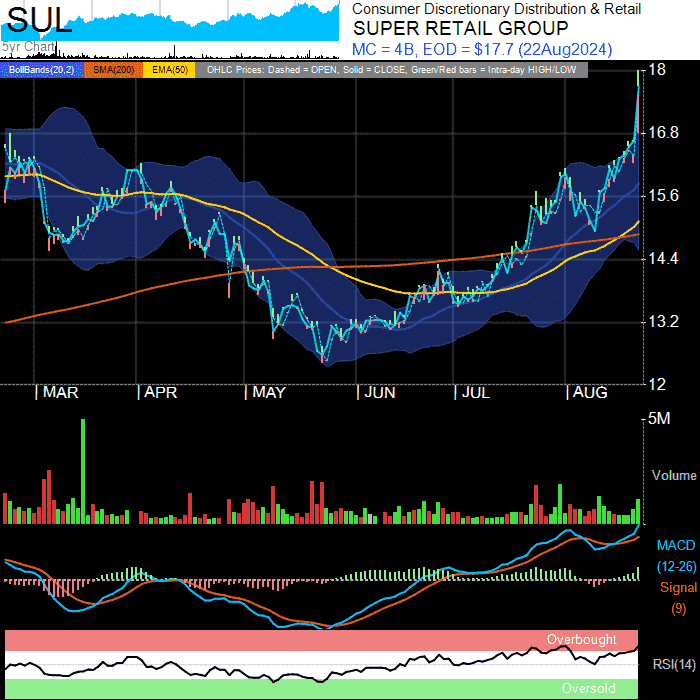 SUL
5yr Chart
Consumer Discretionary Distribution & Retail
SUPER RETAIL GROUP
MC = 4B, EOD = $17.7 (22Aug2024)
BollBands(20,2) SMA(200) EMA(50) OHLC Prices: Dashed = OPEN, Solid = CLOSE, Green/Red bars = Intra-day HIGH/LOW
18
16.8
15.6
14.4
13.2
12
| MAR | APR | MAY | JUN | JUL | AUG
5M
Volume
MACD
(12-26)
Signal
(9)
Overbought
RSI(14)
Oversold